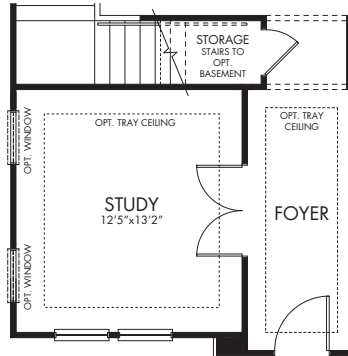 STORAGE
STAIRS TO
OPT.
BASEMENT
OPT. WINDOW
OPT. TRAY CEILING
OPT. TRAY
CEILING
STUDY
12'5"x13'2"
FOYER
OPT. WINDOW